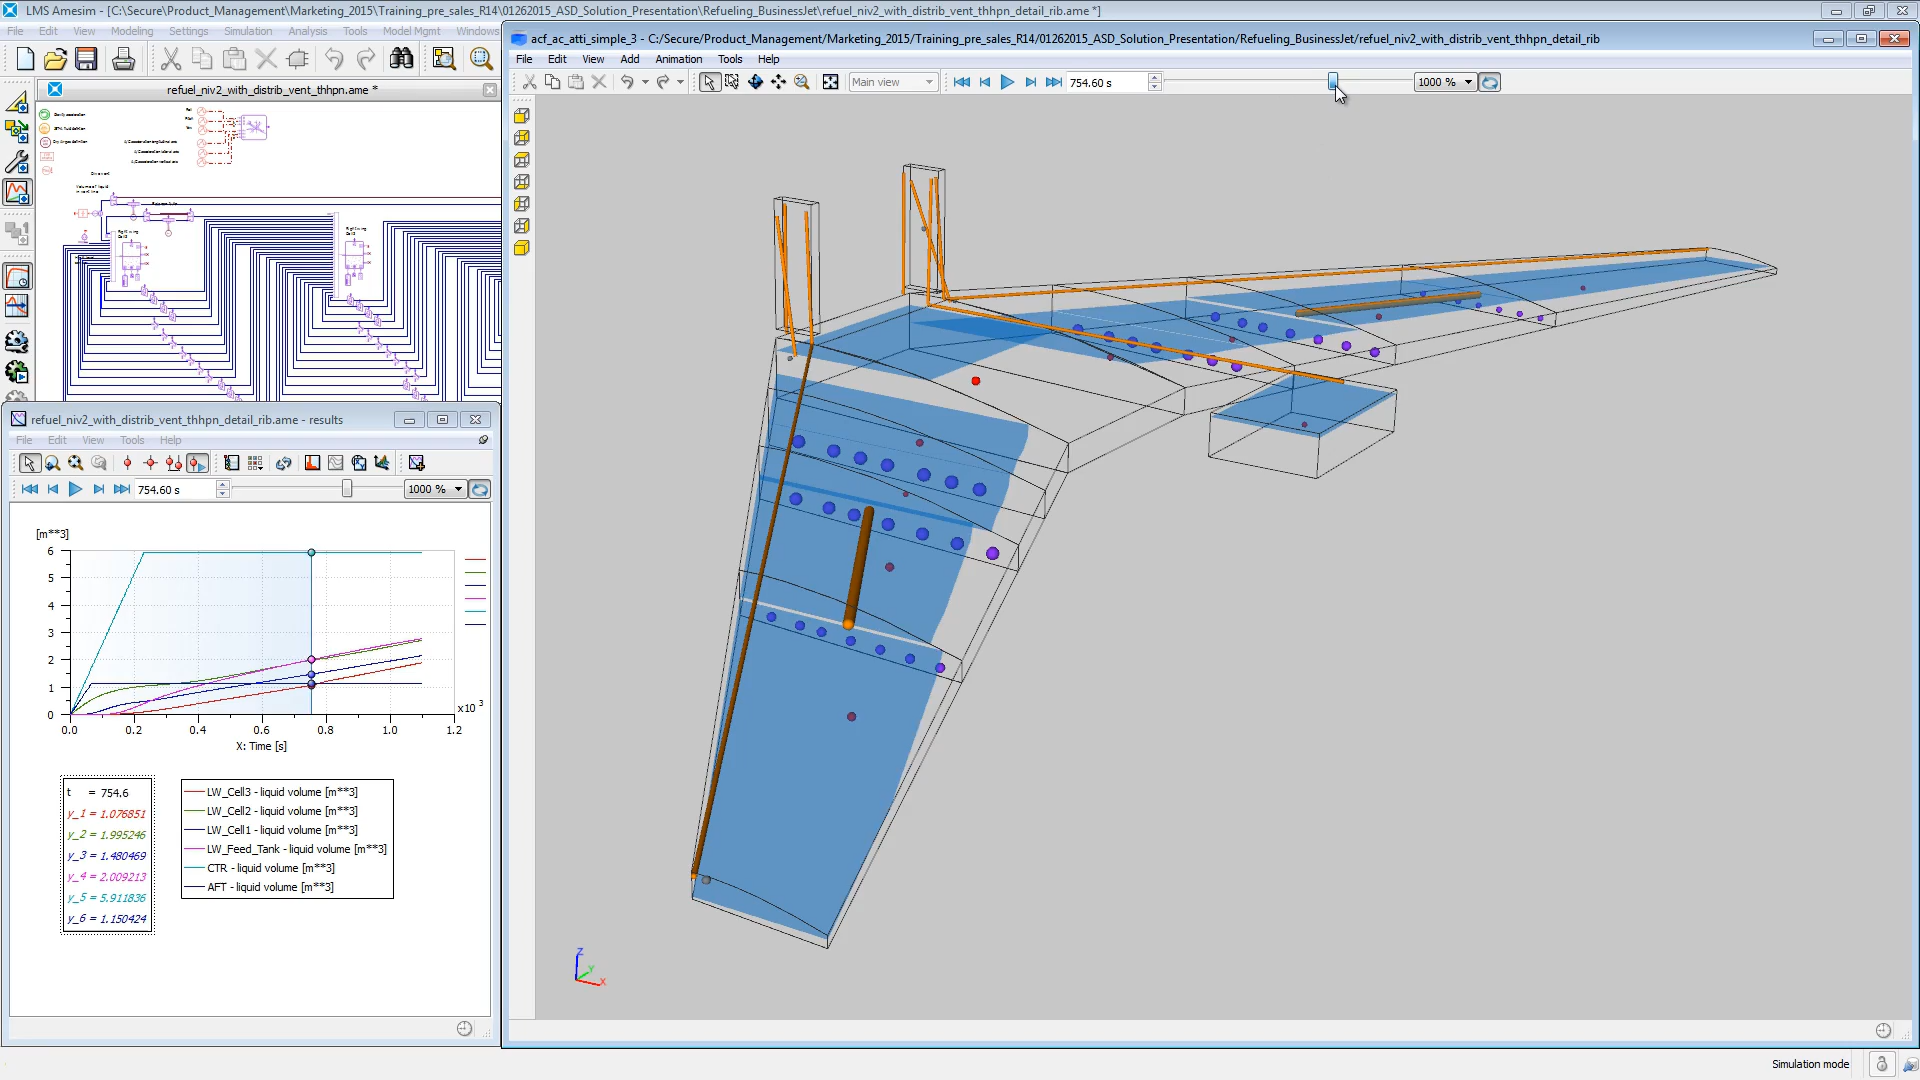 LMS Amesim - [C:\Secure\Product_Management\Marketing_2015\Training_pre_sales_R14\01262015_ASD_Solution_Presentation\Refueling_BusinessJet\refuel_niv2_with_distrib_vent_thhpn_detail_rib.ame *]
File Edit View Modeling Settings Simulation Analysis Tools Model Mgmt Windows
refuel_niv2_with_distrib_vent_thhpn.ame *
acf_ac_atti_simple_3 - C:/Secure/Product_Management/Marketing_2015/Training_pre_sales_R14/01262015_ASD_Solution_Presentation/Refueling_BusinessJet/refuel_niv2_with_distrib_vent_thhpn_detail_rib
File Edit View Add Animation Tools Help
Main view 754.60 s 1000 %
refuel_niv2_with_distrib_vent_thhpn_detail_rib.ame - results
File Edit View Tools Help
754.60 s 1000 %
[m**3]
6
5
4
3
2
1
0
x10 3
0.0 0.2 0.4 0.6 0.8 1.0 1.2
X: Time [s]
t = 754.6
y_1 = 1.076851
y_2 = 1.995246
y_3 = 1.480469
y_4 = 2.009213
y_5 = 5.911836
y_6 = 1.150424
LW_Cell3 - liquid volume [m**3]
LW_Cell2 - liquid volume [m**3]
LW_Cell1 - liquid volume [m**3]
LW_Feed_Tank - liquid volume [m**3]
CTR - liquid volume [m**3]
AFT - liquid volume [m**3]
Z
Y
X
Simulation mode